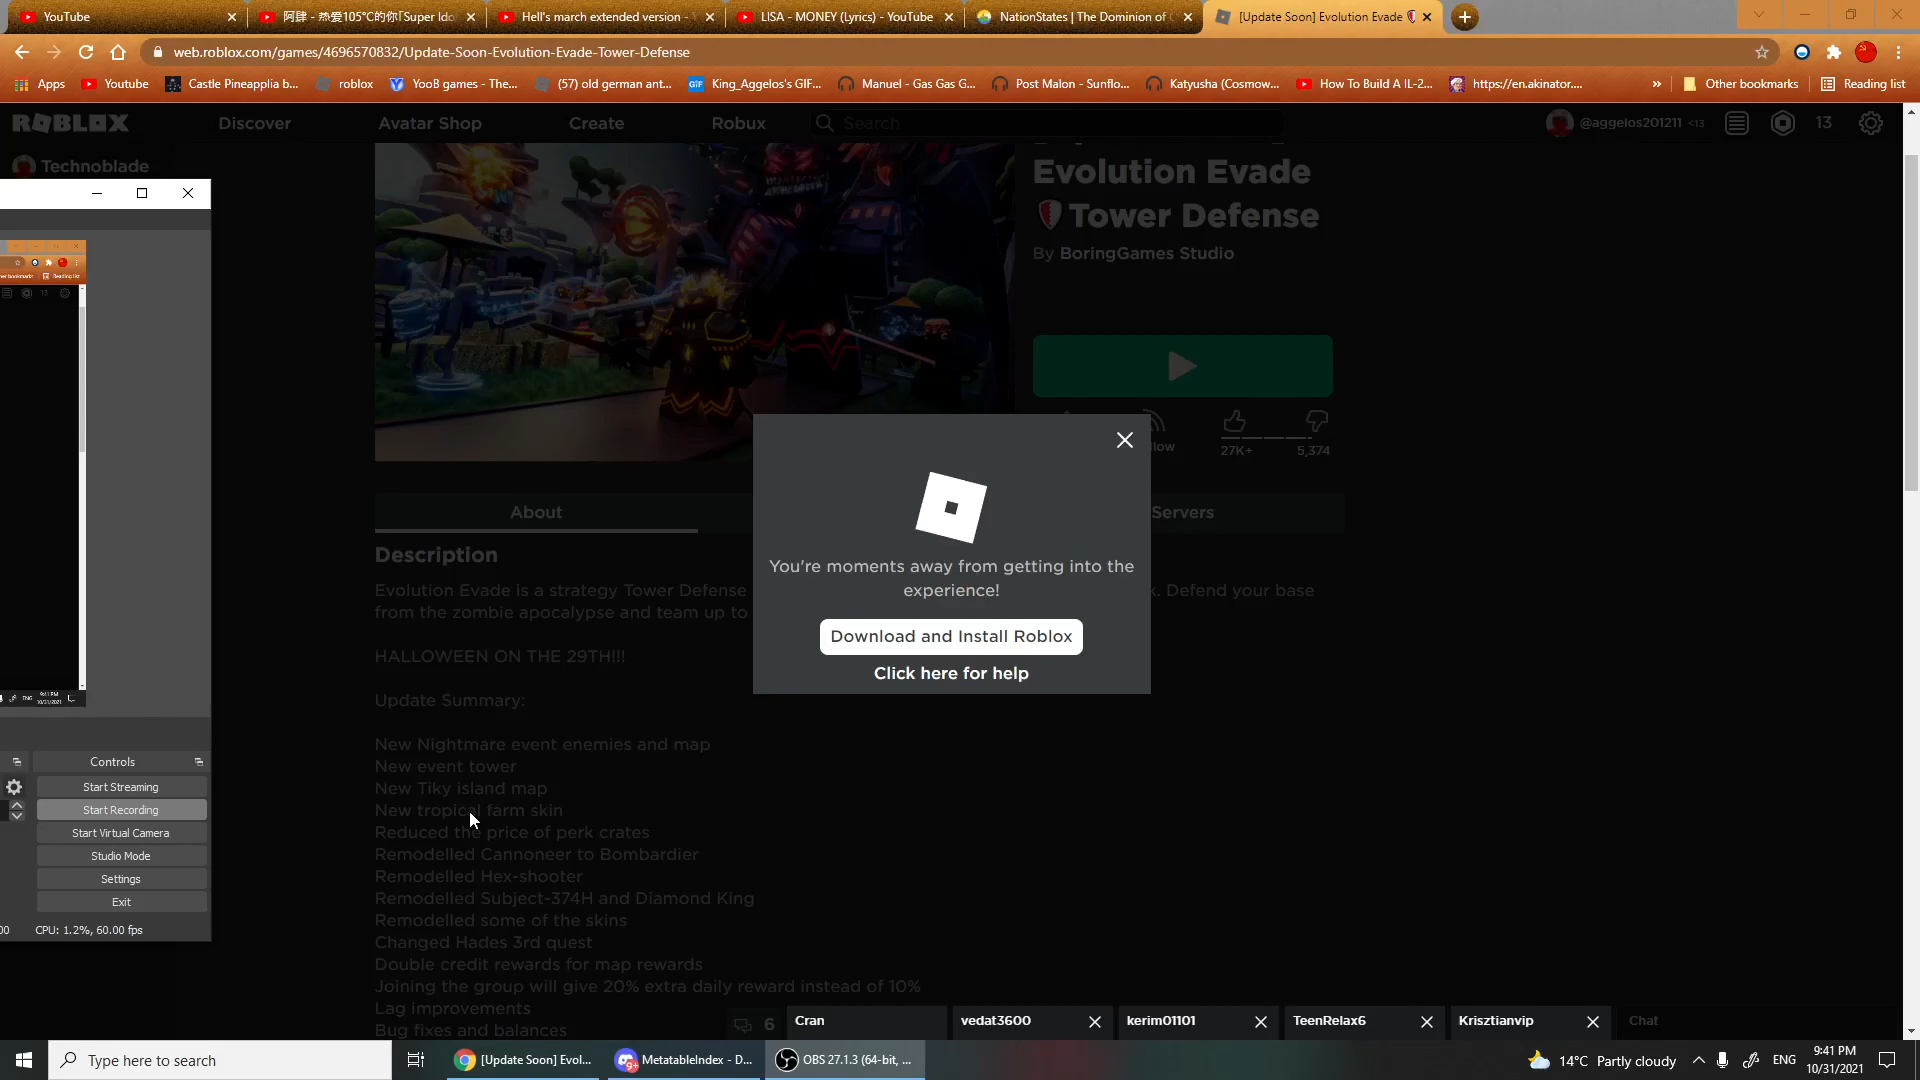 YouTube
阿肆 - 热爱105°C的你「Super Ido
Hell's march extended version - Y
LISA - MONEY (Lyrics) - YouTube
NationStates | The Dominion of
[Update Soon] Evolution Evade
web.roblox.com/games/4696570832/Update-Soon-Evolution-Evade-Tower-Defense
Apps
Youtube
Castle Pineapplia b...
roblox
YooB games - The...
(57) old german ant...
King_Aggelos's GIF...
Manuel - Gas Gas G...
Post Malon - Sunflo...
Katyusha (Cosmow...
How To Build A IL-2...
https://en.akinator....
»
Other bookmarks
Reading list
ROBLOX
Discover
Avatar Shop
Create
Robux
Search
@aggelos201211 <13
13
Technoblade
Evolution Evade
Tower Defense
By BoringGames Studio
27K+
5,374
About
Servers
Description
Evolution Evade is a strategy Tower Defense
k. Defend your base
from the zombie apocalypse and team up to
HALLOWEEN ON THE 29TH!!!
Update Summary:
New Nightmare event enemies and map
New event tower
New Tiky island map
New tropical farm skin
Reduced the price of perk crates
Remodelled Cannoneer to Bombardier
Remodelled Hex-shooter
Remodelled Subject-374H and Diamond King
Remodelled some of the skins
Changed Hades 3rd quest
Double credit rewards for map rewards
Joining the group will give 20% extra daily reward instead of 10%
Lag improvements
Bug fixes and balances
You're moments away from getting into the
experience!
Download and Install Roblox
Click here for help
Controls
Start Streaming
Start Recording
Start Virtual Camera
Studio Mode
Settings
Exit
00
CPU: 1.2%, 60.00 fps
6
Cran
vedat3600
kerim01101
TeenRelax6
Krisztianvip
Chat
Type here to search
[Update Soon] Evol...
9+
MetatableIndex - D...
OBS 27.1.3 (64-bit, ...
14°C Partly cloudy
ENG
9:41 PM
10/31/2021